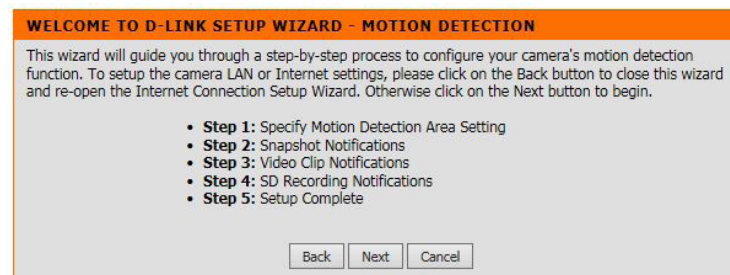 WELCOME TO D-LINK SETUP WIZARD - MOTION DETECTION
This wizard will guide you through a step-by-step process to configure your camera's motion detection
function. To setup the camera LAN or Internet settings, please click on the Back button to close this wizard
and re-open the Internet Connection Setup Wizard. Otherwise click on the Next button to begin.
• Step 1: Specify Motion Detection Area Setting
• Step 2: Snapshot Notifications
• Step 3: Video Clip Notifications
• Step 4: SD Recording Notifications
• Step 5: Setup Complete
Back Next Cancel